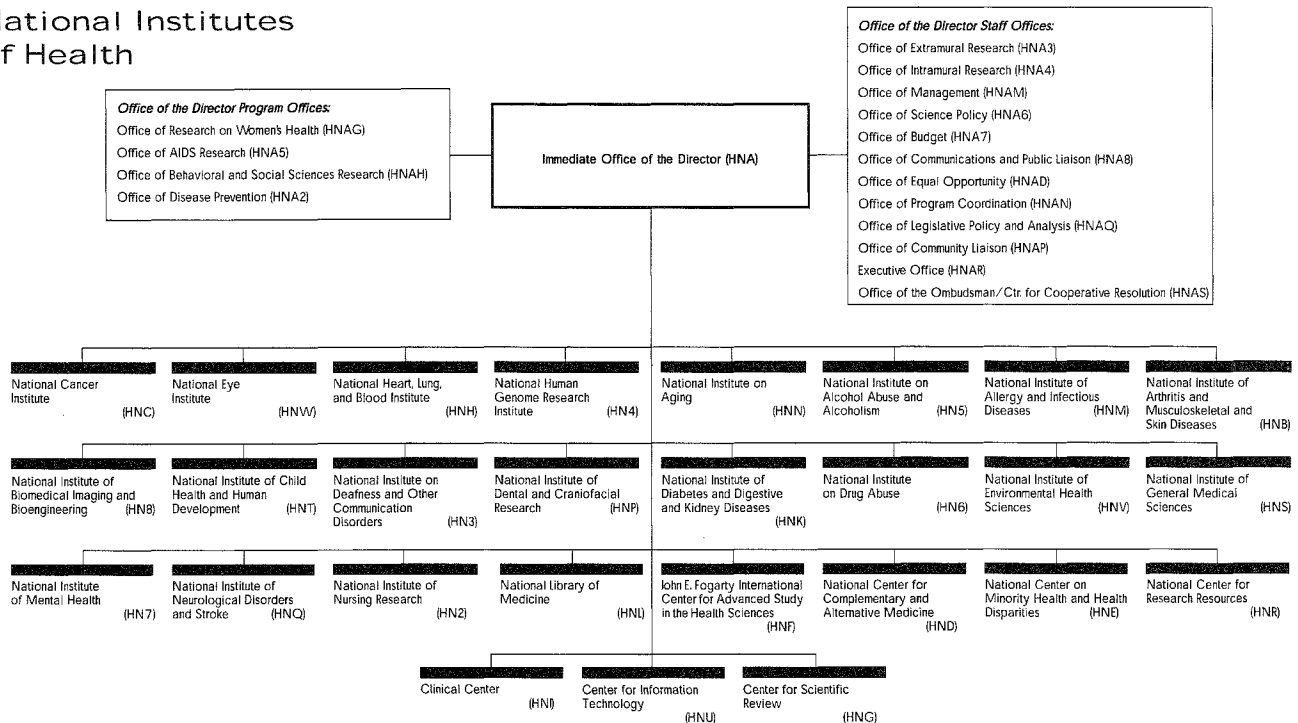 National Institutes
of Health
Office of the Director Program Offices:
Office of Research on Women's Health (HNAG)
Office of AIDS Research (HNA5)
Office of Behavioral and Social Sciences Research (HNAH)
Office of Disease Prevention (HNA2)
Immediate Office of the Director (HNA)
Office of the Director Staff Offices:
Office of Extramural Research (HNA3)
Office of Intramural Research (HNA4)
Office of Management (HNAM)
Office of Science Policy (HNA6)
Office of Budget (HNA7)
Office of Communications and Public Liaison (HNA8)
Office of Equal Opportunity (HNAD)
Office of Program Coordination (HNAN)
Office of Legislative Policy and Analysis (HNAQ)
Office of Community Liaison (HNAP)
Executive Office (HNAR)
Office of the Ombudsman/Ctr. for Cooperative Resolution (HNAS)
National Cancer
Institute
(HNC)
National Eye
Institute
(HNW)
National Heart, Lung,
and Blood Institute
(HNH)
National Human
Genome Research
Institute (HN4)
National Institute on
Aging
(HNN)
National Institute on
Alcohol Abuse and
Alcoholism (HN5)
National Institute of
Allergy and Infectious
Diseases (HNM)
National Institute of
Arthritis and
Musculoskeletal and
Skin Diseases (HNB)
National Institute of
Biomedical Imaging and
Bioengineering (HN8)
National Institute of Child
Health and Human
Development (HNT)
National Institute on
Deafness and Other
Communication
Disorders (HN3)
National Institute of
Dental and Craniofacial
Research (HNP)
National Institute of
Diabetes and Digestive
and Kidney Diseases
(HNK)
National Institute
on Drug Abuse
(HN6)
National Institute of
Environmental Health
Sciences (HNV)
National Institute of
General Medical
Sciences (HNS)
National Institute
of Mental Health
(HN7)
National Institute of
Neurological Disorders
and Stroke (HNQ)
National Institute of
Nursing Research
(HN2)
National Library of
Medicine
(HNL)
John E. Fogarty International
Center for Advanced Study
in the Health Sciences
(HNF)
National Center for
Complementary and
Alternative Medicine
(HND)
National Center on
Minority Health and Health
Disparities (HNE)
National Center for
Research Resources
(HNR)
Clinical Center
(HNI)
Center for Information
Technology
(HNU)
Center for Scientific
Review
(HNG)